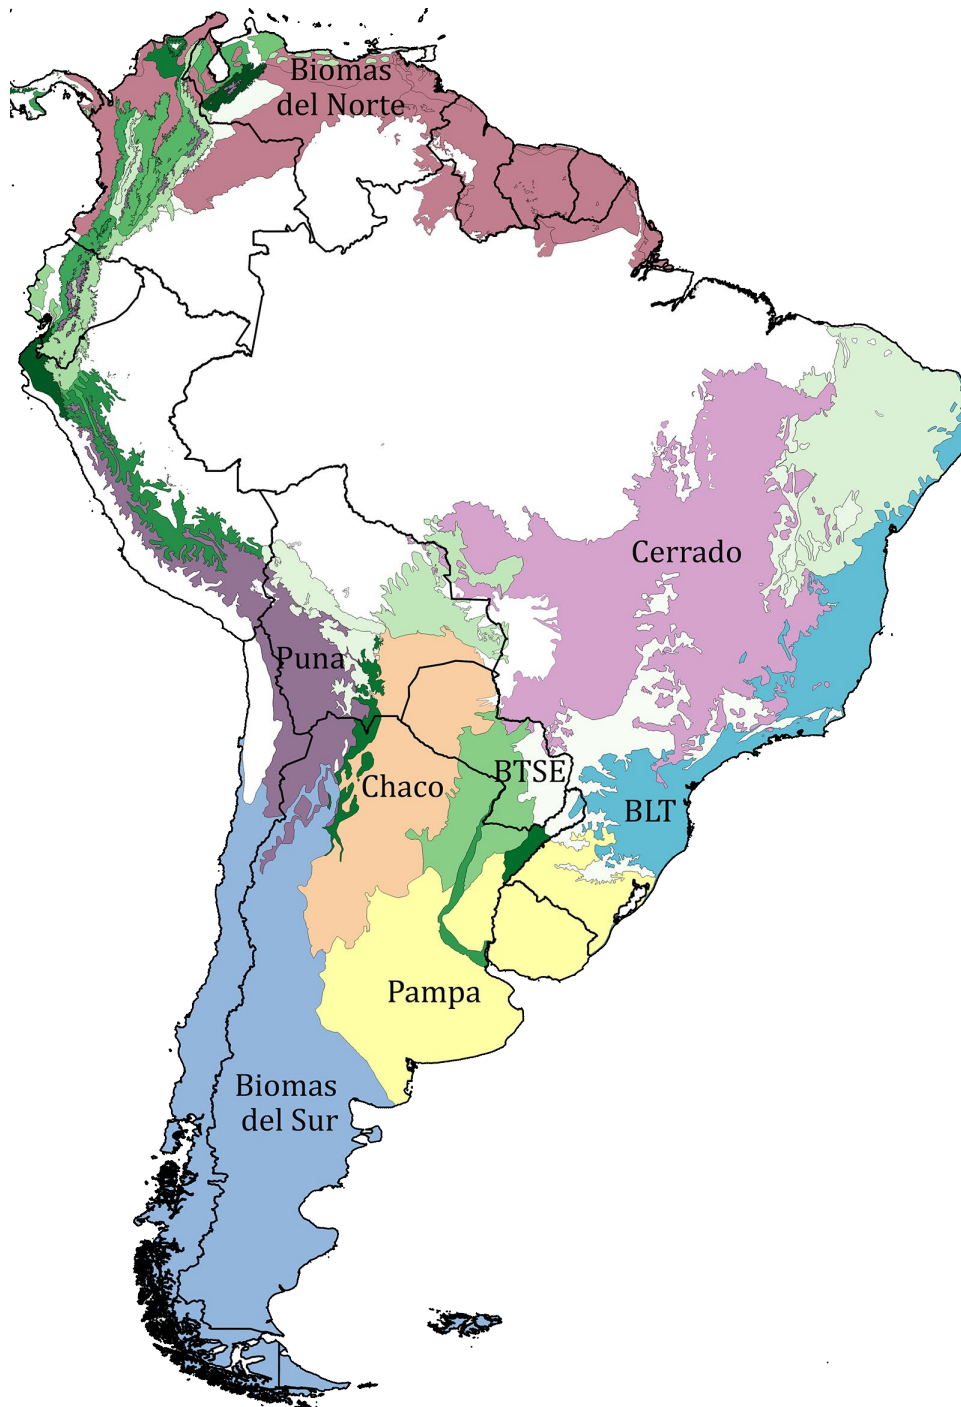 Biomas
del Norte
Cerrado
Puna
BTSE
Chaco
BLT
Pampa
Biomas
del Sur